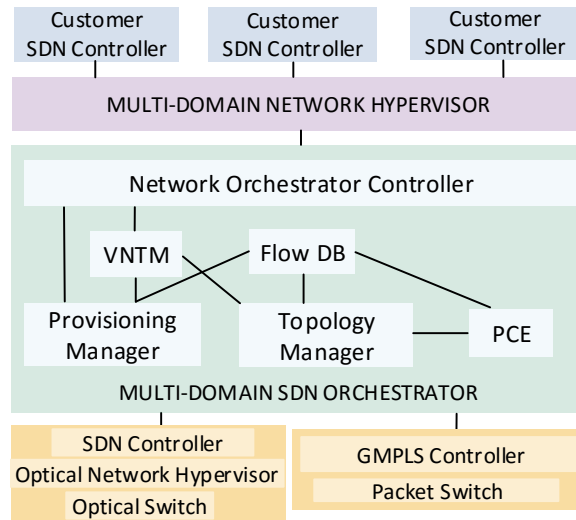 Customer
SDN Controller
Customer
SDN Controller
Customer
SDN Controller
MULTI-DOMAIN NETWORK HYPERVISOR
Network Orchestrator Controller
VNTM
Flow DB
Provisioning
Manager
Topology
Manager
PCE
MULTI-DOMAIN SDN ORCHESTRATOR
SDN Controller
Optical Network Hypervisor
Optical Switch
GMPLS Controller
Packet Switch